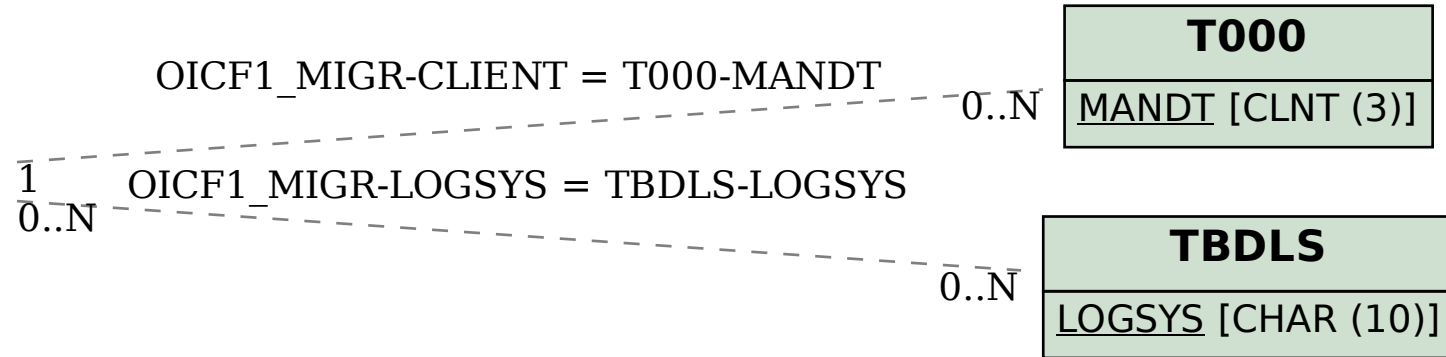 T000
OICF1_MIGR-CLIENT = T000-MANDT
0..N
MANDT [CLNT (3)]
1
OICF1_MIGR-LOGSYS = TBDLS-LOGSYS
0..N
TBDLS
0..N
LOGSYS [CHAR (10)]